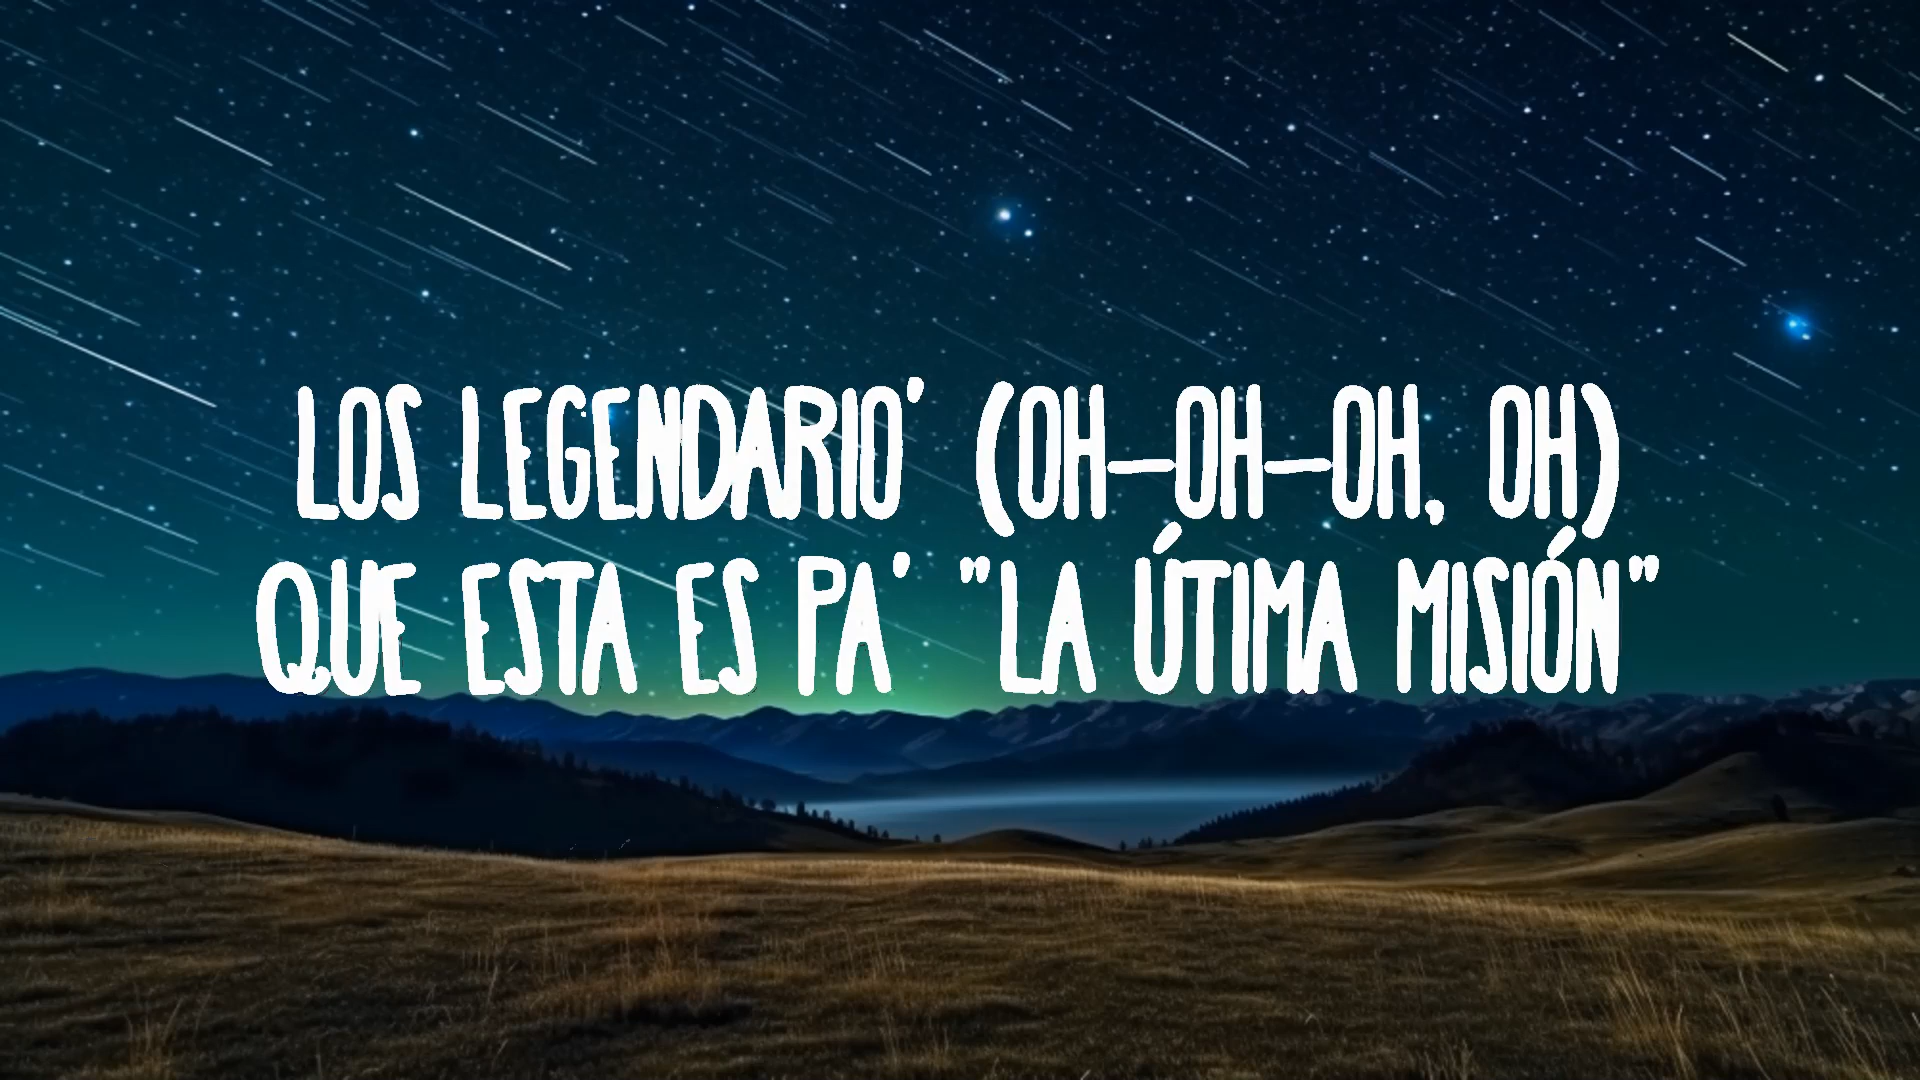 LOS LEGENDARIO' (OH-OH-OH, OH)
QUE ESTA ES PA' "LA ÚTIMA MISIÓN"